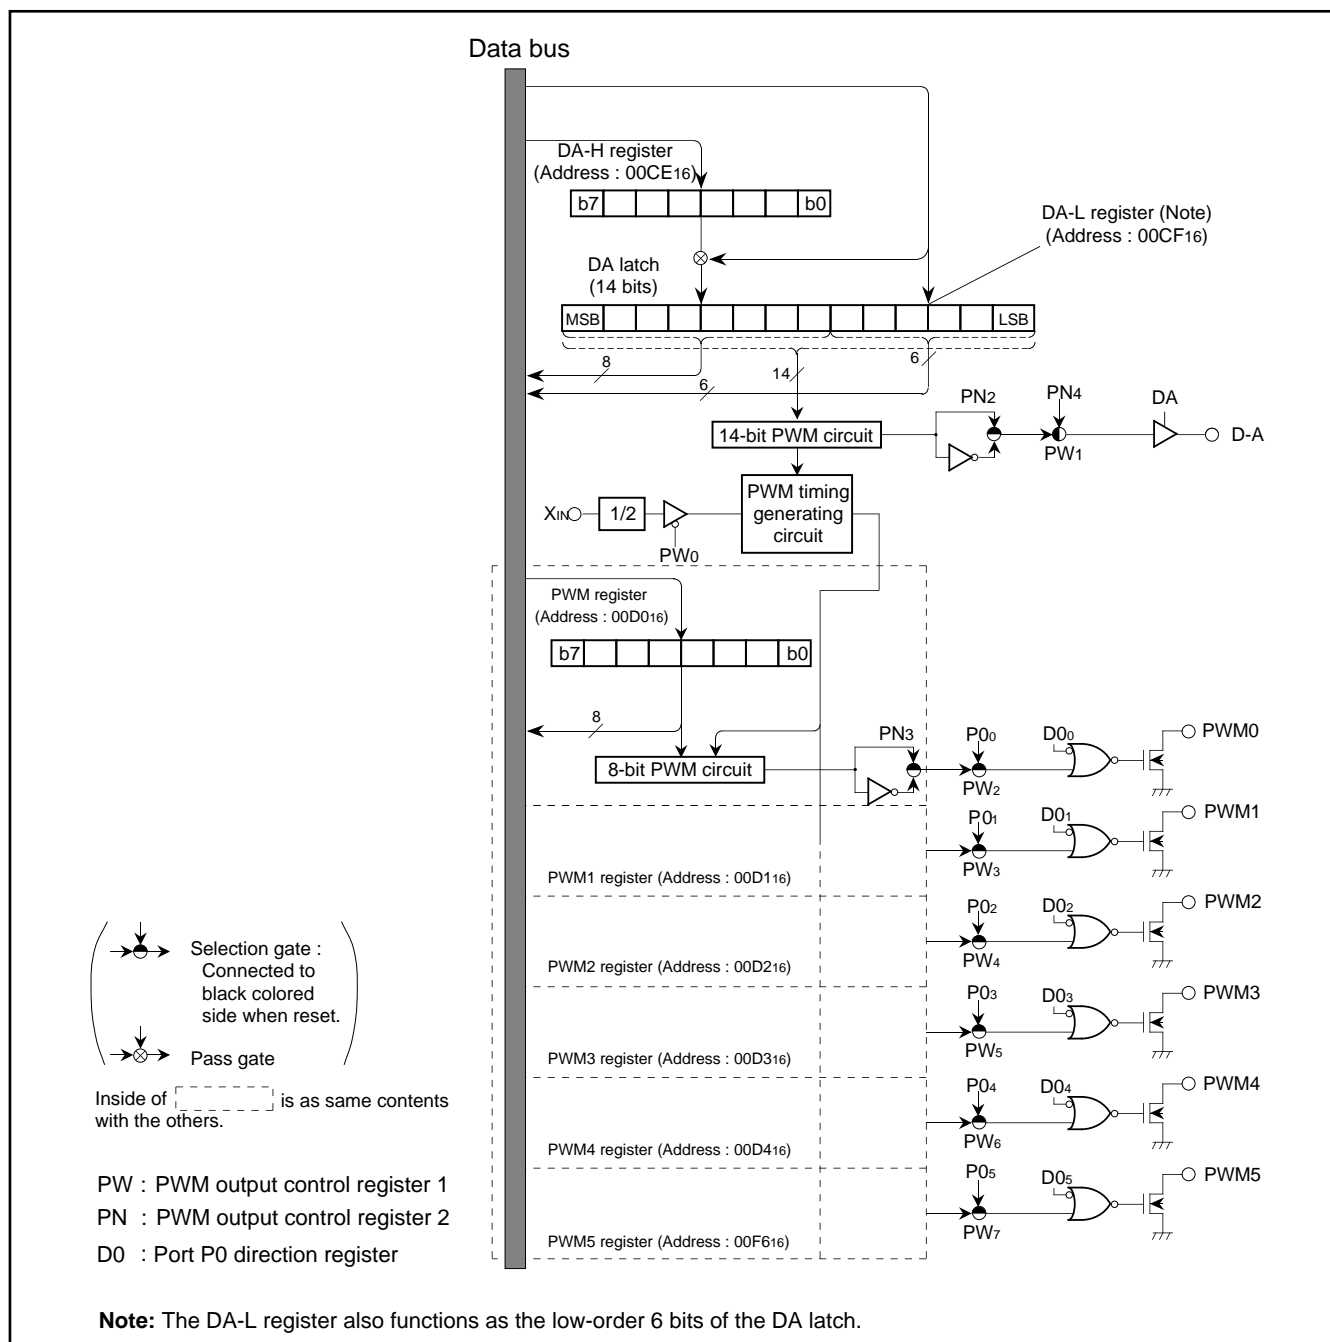 Data bus
DA-H register
(Address : 00CE16)
b7 b0
DA-L register (Note)
(Address : 00CF16)
DA latch
(14 bits)
MSB LSB
8 14 6
6
PN2 PN4 DA
14-bit PWM circuit D-A
PW1
XIN 1/2 PWM timing
generating
circuit
PW0
PWM register
(Address : 00D016)
b7 b0
8
8-bit PWM circuit
PN3 P00 D00 PWM0
PW2
P01 D01 PWM1
PW3
PWM1 register (Address : 00D116)
P02 D02 PWM2
PW4
PWM2 register (Address : 00D216)
P03 D03 PWM3
PW5
PWM3 register (Address : 00D316)
P04 D04 PWM4
PW6
PWM4 register (Address : 00D416)
P05 D05 PWM5
PW7
PWM5 register (Address : 00F616)
Selection gate :
Connected to
black colored
side when reset.
Pass gate
Inside of is as same contents
with the others.
PW : PWM output control register 1
PN : PWM output control register 2
D0 : Port P0 direction register
Note: The DA-L register also functions as the low-order 6 bits of the DA latch.